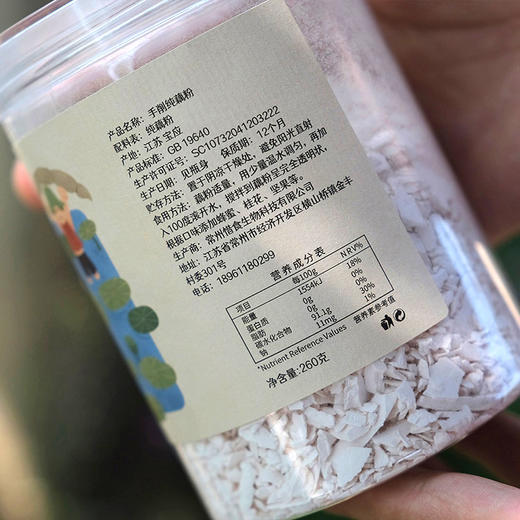 产品名称：手削纯藕粉
配料表：纯藕粉
产地：江苏 宝应
产品标准：GB 19640
生产许可证号：SC10732041203222
生产日期：见瓶身 保质期：12个月
贮存方法：置于阴凉干燥处，避免阳光直射
食用方法：藕粉适量，用少量温水调匀，再加
入100度滚开水，搅拌到藕粉呈完全透明状，
根据口味添加蜂蜜、桂花、坚果等。
生产商：常州惜食生物科技有限公司
地址：江苏省常州市经济开发区横山桥镇金丰
村委301号
电话：18961180299
营养成分表
项目 每100g NRV%
能量 1554KJ 18%
蛋白质 0g 0%
脂肪 0g 0%
碳水化合物 91.1g 30%
钠 11mg 1%
*Nutrient Reference Values 营养素参考值
净含量:260克